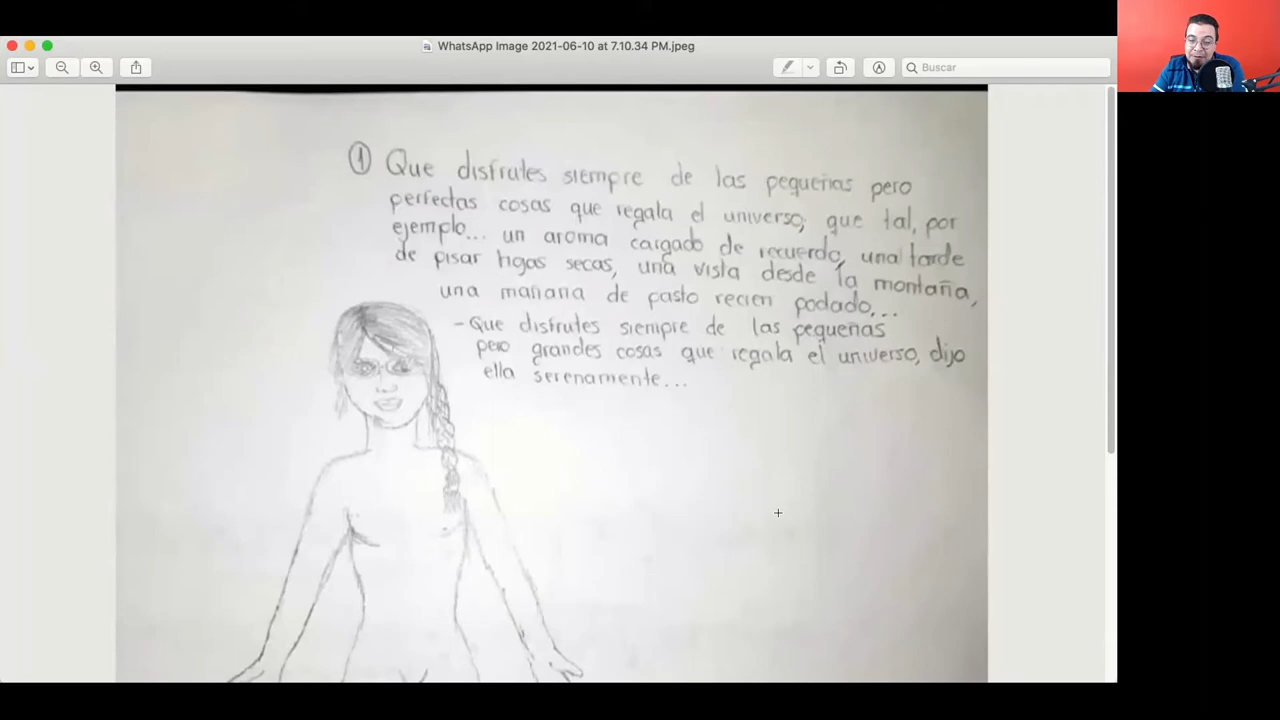 WhatsApp Image 2021-06-10 at 7.10.34 PM.jpeg
Buscar
① Que disfrutes siempre de las pequeñas pero
perfectas cosas que regala el universo, que tal, por
ejemplo... un aroma cargado de recuerdo, una tarde
de pisar hojas secas, una vista desde la montaña,
una mañana de pasto recien podado,...
- Que disfrutes siempre de las pequeñas
pero grandes cosas que regala el universo, dijo
ella serenamente...